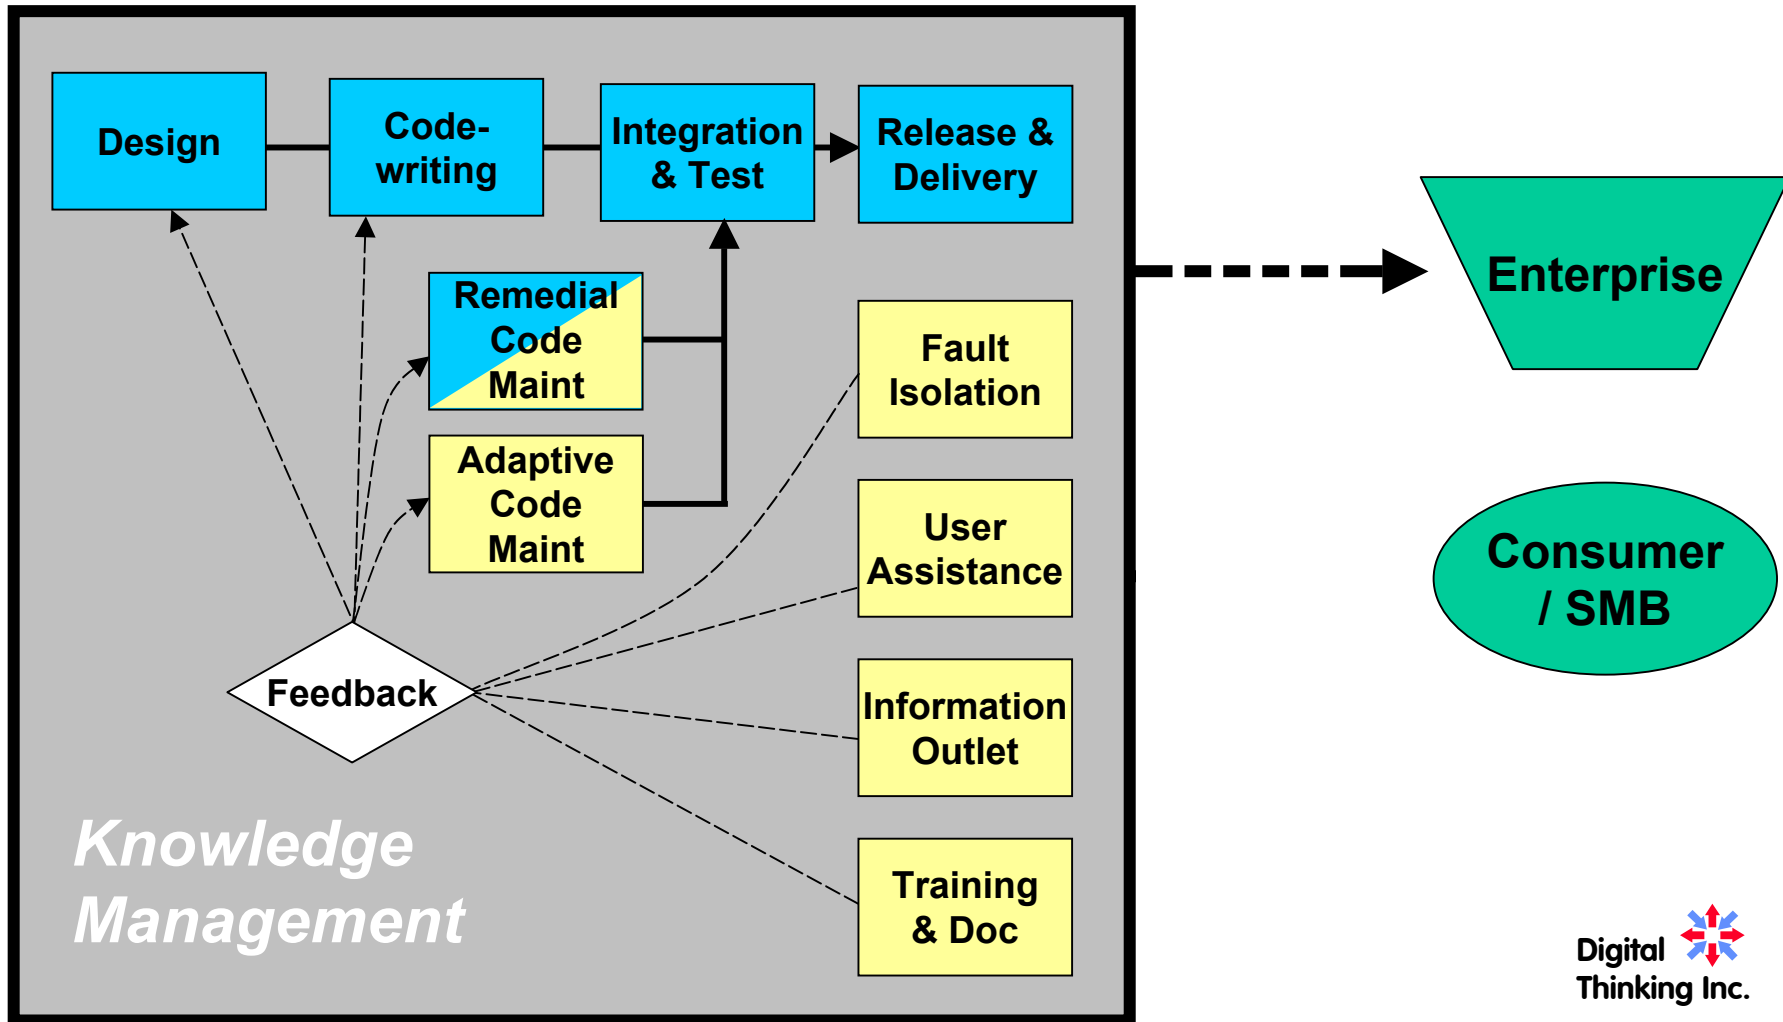 Design
Code-
writing
Integration
& Test
Release &
Delivery
Remedial
Code
Maint
Adaptive
Code
Maint
Fault
Isolation
User
Assistance
Information
Outlet
Training
& Doc
Feedback
Knowledge
Management
Enterprise
Consumer
/ SMB
Digital
Thinking Inc.